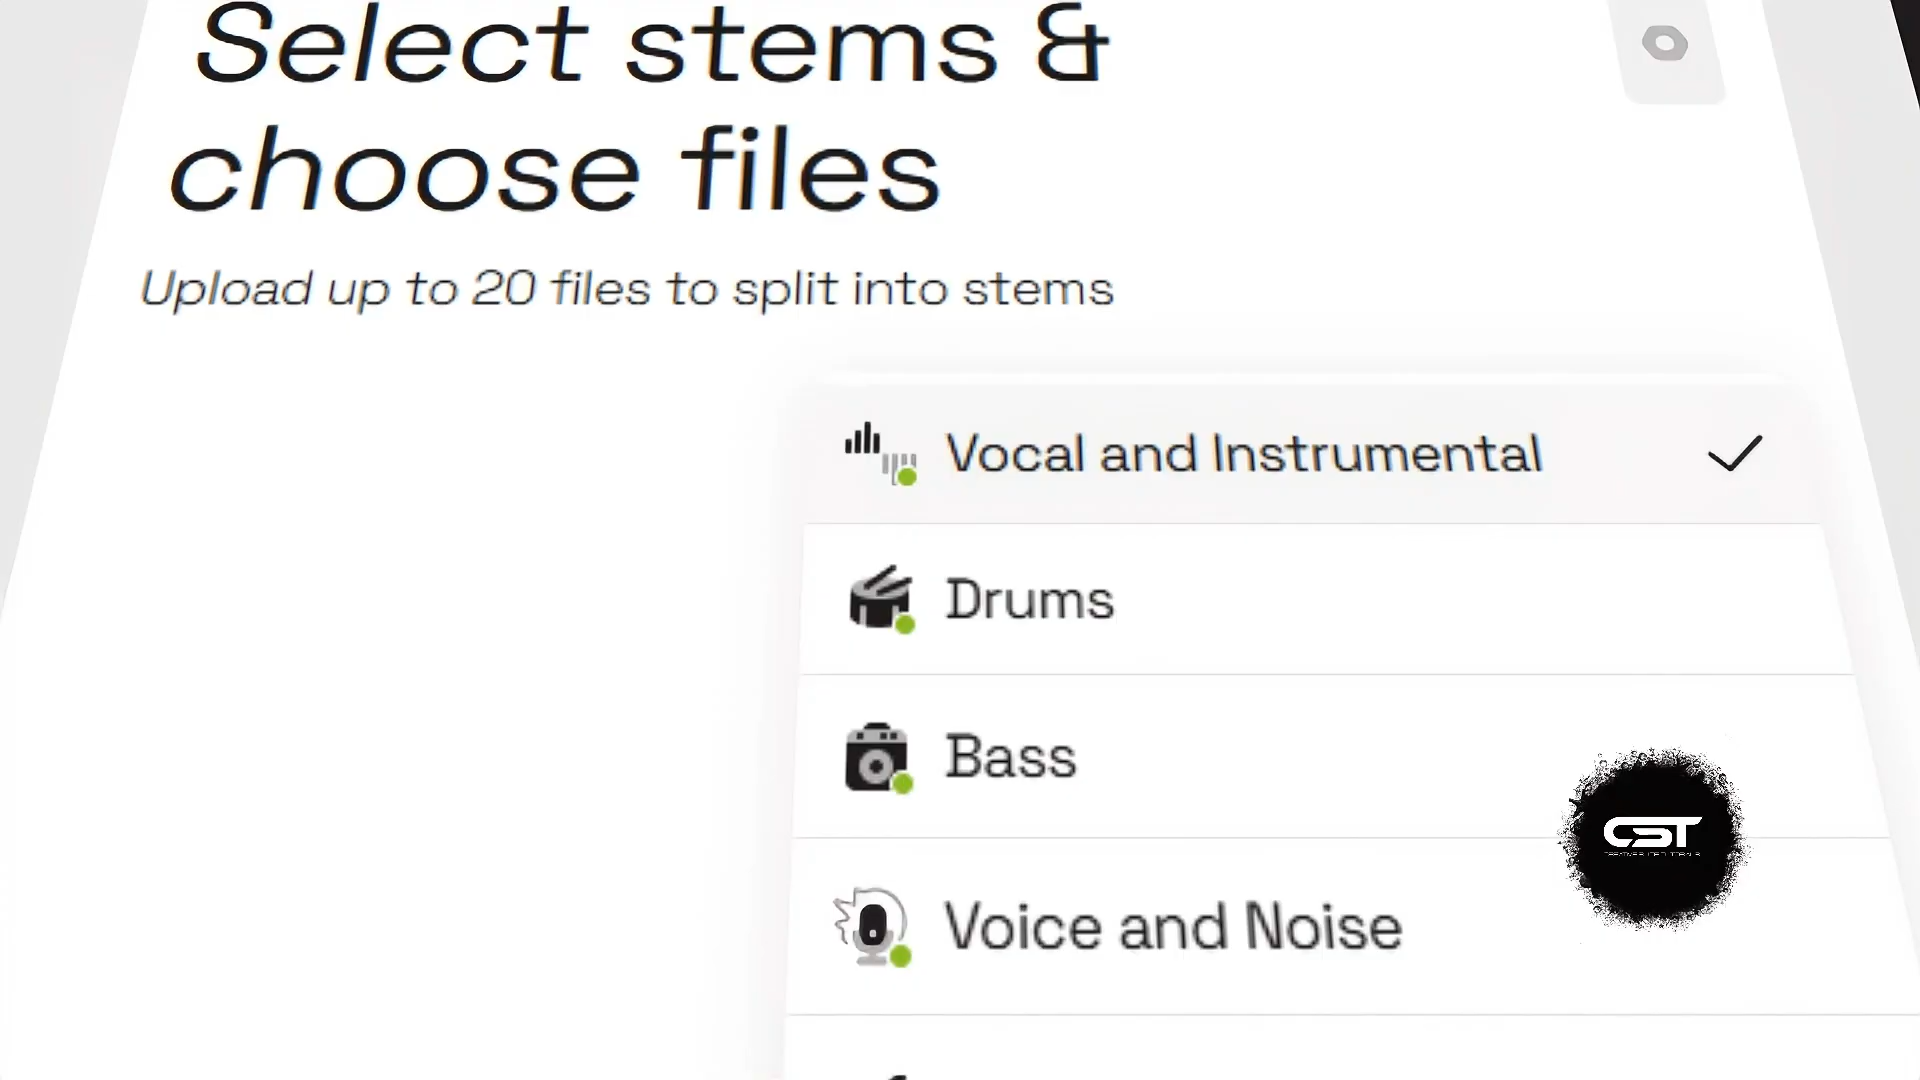 Select stems &
choose files
Upload up to 20 files to split into stems
Vocal and Instrumental
Drums
Bass
Voice and Noise
CST